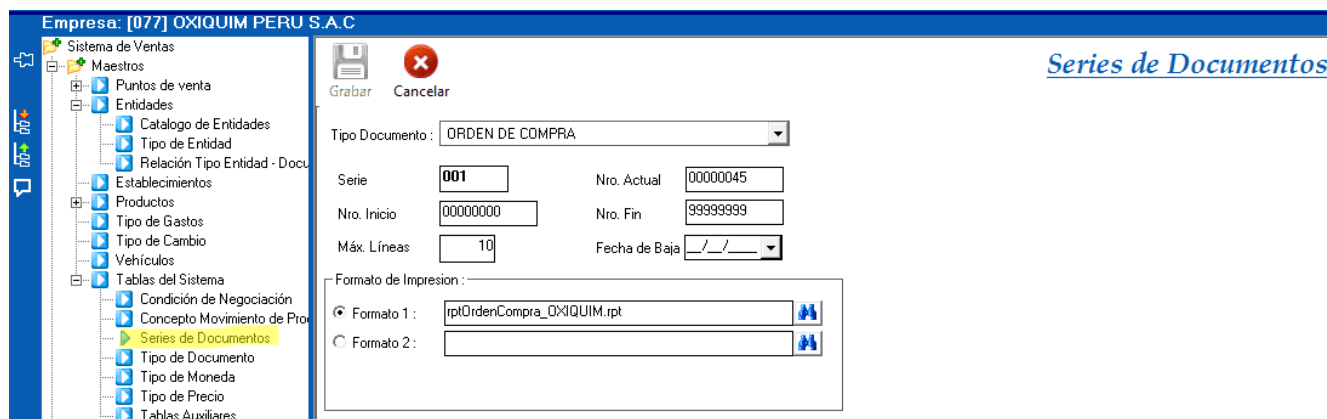 Empresa: [077] OXIQUIM PERU S.A.C
Sistema de Ventas
Maestros
Puntos de venta
Entidades
Catalogo de Entidades
Tipo de Entidad
Relación Tipo Entidad - Docu
Establecimientos
Productos
Tipo de Gastos
Tipo de Cambio
Vehículos
Tablas del Sistema
Condición de Negociación
Concepto Movimiento de Pro
Series de Documentos
Tipo de Documento
Tipo de Moneda
Tipo de Precio
Tablas Auxiliares
Grabar Cancelar
Series de Documentos
Tipo Documento : ORDEN DE COMPRA
Serie 001 Nro. Actual 00000045
Nro. Inicio 00000000 Nro. Fin 99999999
Máx. Líneas 10 Fecha de Baja __/__/____
Formato de Impresion :
Formato 1 : rptOrdenCompra_OXIQUIM.rpt
Formato 2 :